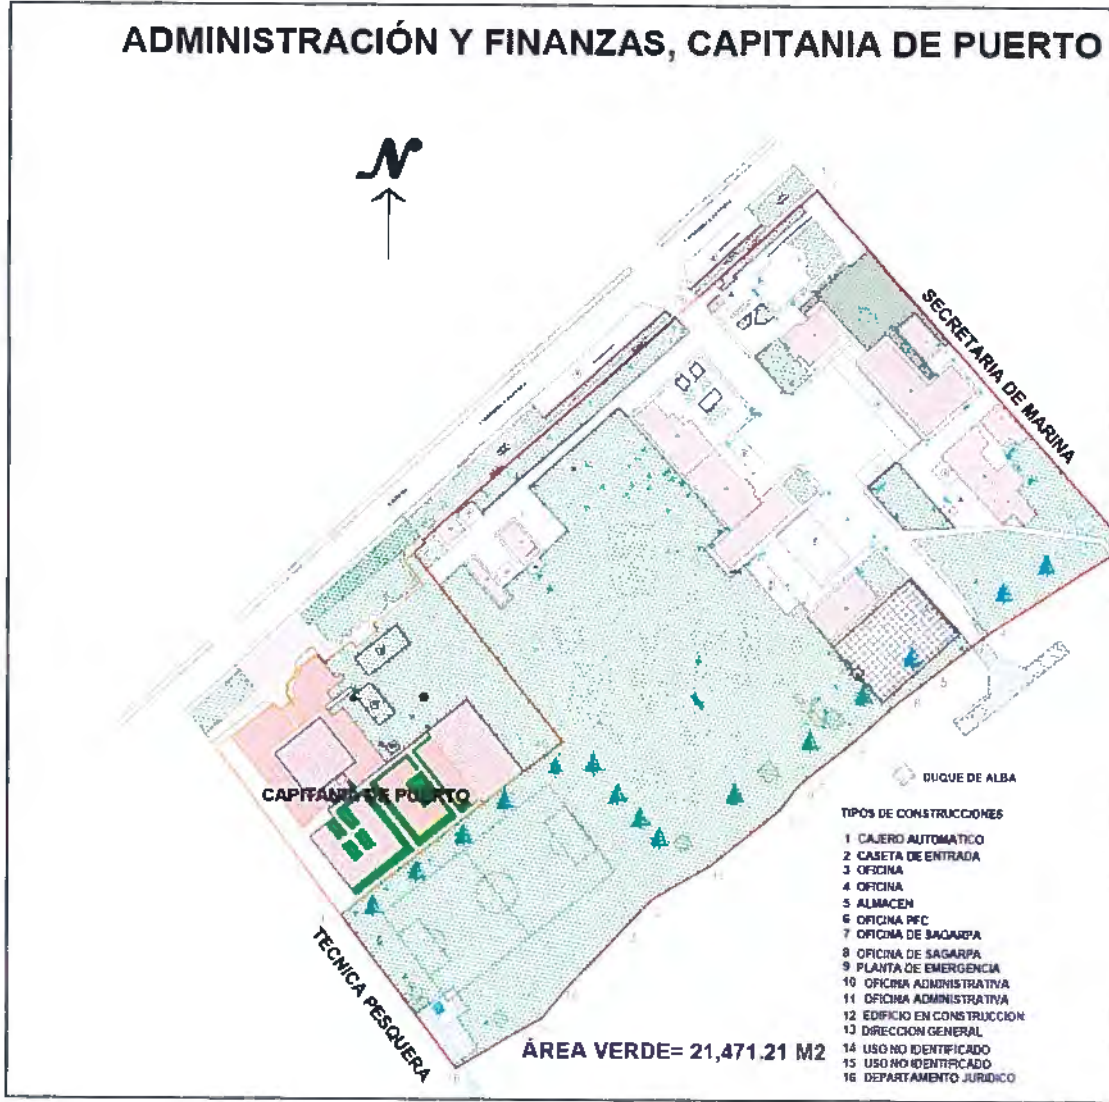 ADMINISTRACIÓN Y FINANZAS, CAPITANIA DE PUERTO
N
SECRETARIA DE MARINA
CAPITANIA DE PUERTO
TECNICA PESQUERA
DUQUE DE ALBA
TIPOS DE CONSTRUCCIONES
1 CAJERO AUTOMATICO
2 CASETA DE ENTRADA
3 OFICINA
4 OFICINA
5 ALMACEN
6 OFICINA PFC
7 OFICINA DE SAGARPA
8 OFICINA DE SAGARPA
9 PLANTA DE EMERGENCIA
10 OFICINA ADMINISTRATIVA
11 OFICINA ADMINISTRATIVA
12 EDIFICIO EN CONSTRUCCION
13 DIRECCION GENERAL
14 USO NO IDENTIFICADO
15 USO NO IDENTIFICADO
16 DEPARTAMENTO JURIDICO
ÁREA VERDE= 21,471.21 M2